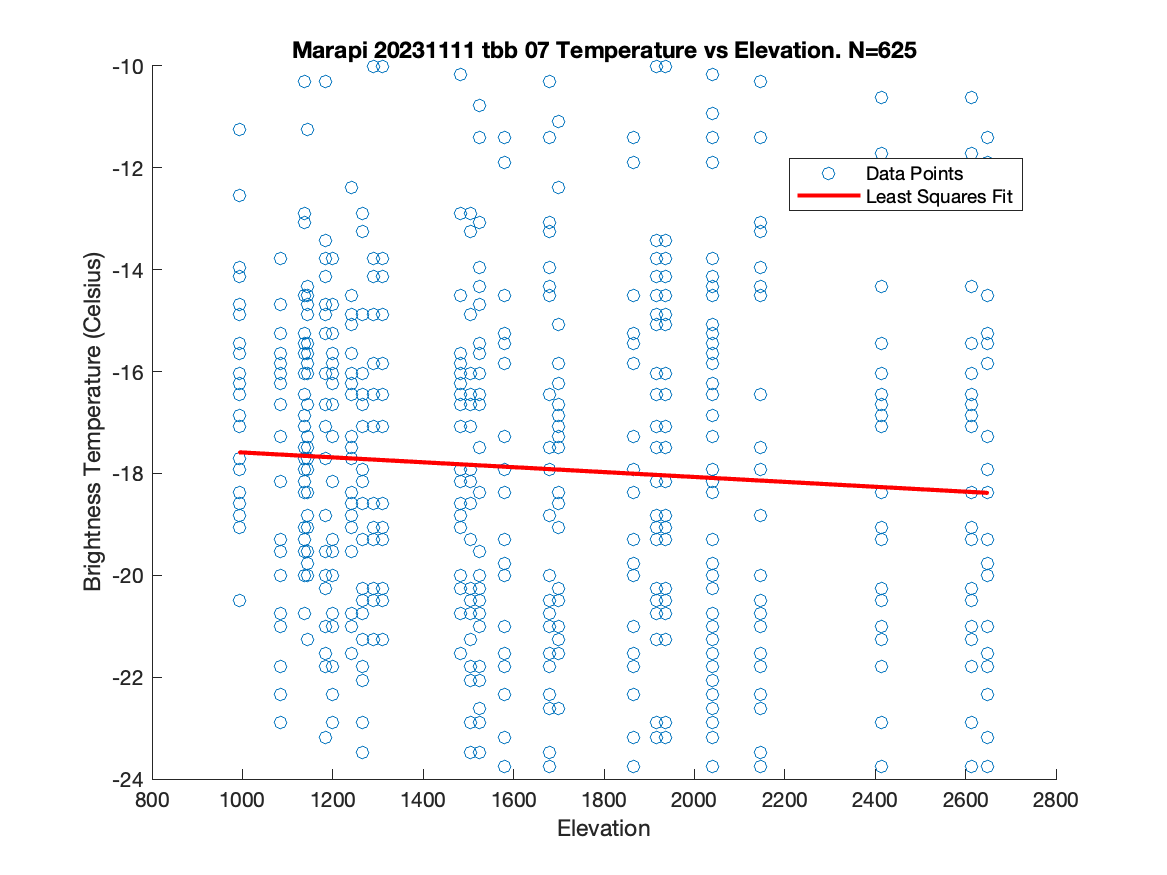 Marapi 20231111 tbb 07 Temperature vs Elevation. N=625
-10
-12
-14
-16
-18
-20
-22
-24
Brightness Temperature (Celsius)
Data Points
Least Squares Fit
800 1000 1200 1400 1600 1800 2000 2200 2400 2600 2800
Elevation